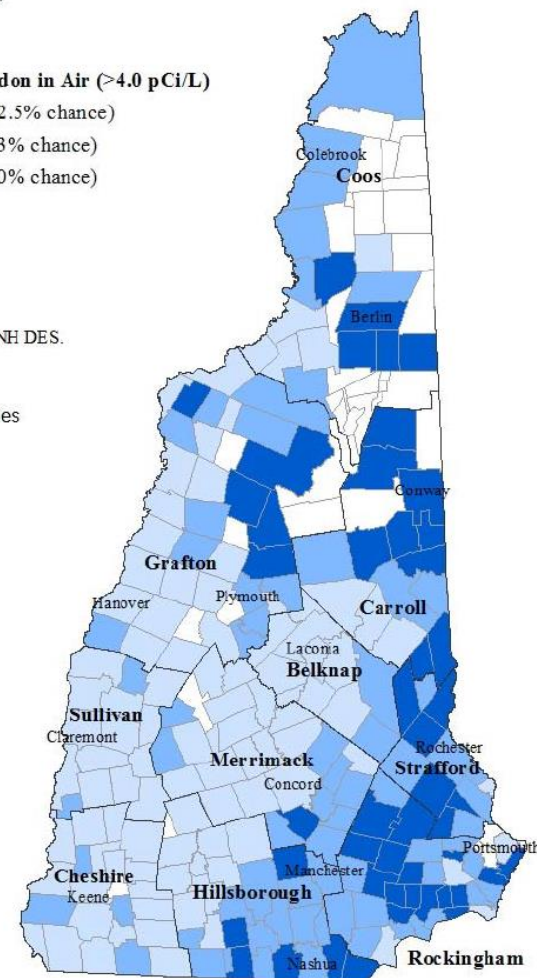 don in Air (>4.0 pCi/L)
2.5% chance)
3% chance)
0% chance)
NH DES.
es
Colebrook
Coos
Berlin
Conway
Grafton
Hanover
Plymouth
Carroll
Laconia
Belknap
Sullivan
Claremont
Rochester
Merrimack
Strafford
Concord
Portsmouth
Manchester
Cheshire
Keene
Hillsborough
Rockingham
Nashua